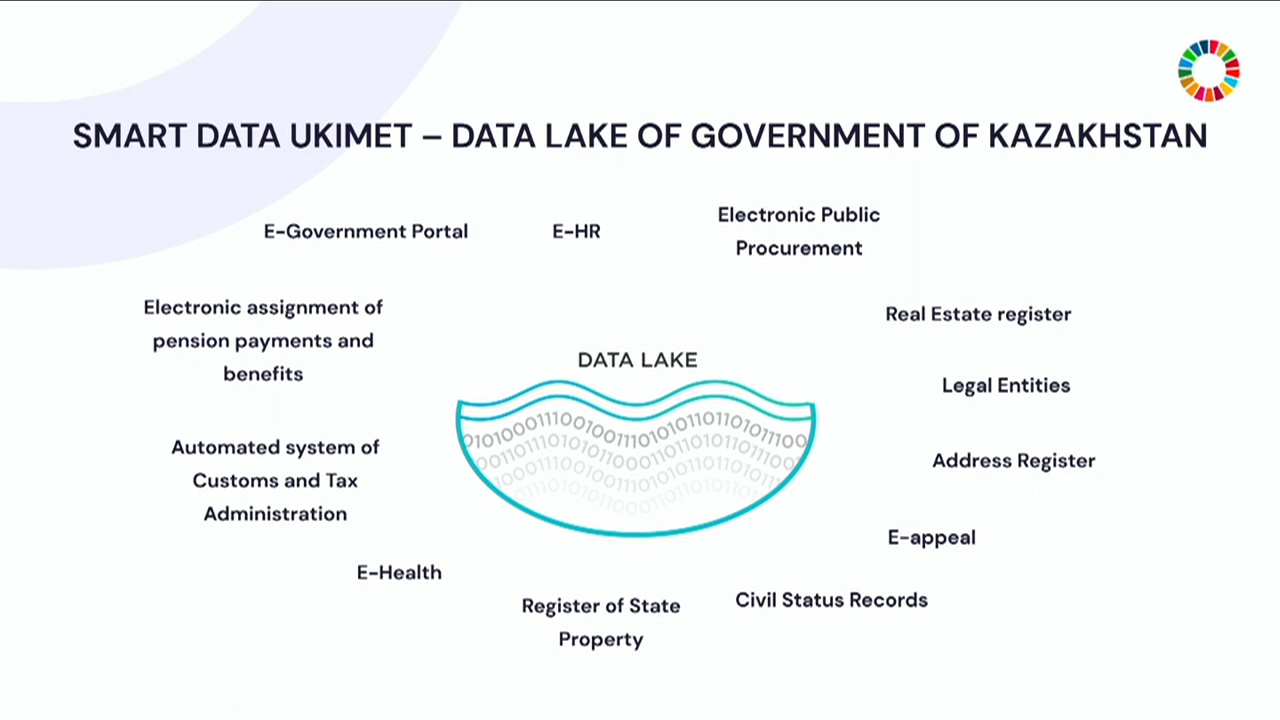 SMART DATA UKIMET – DATA LAKE OF GOVERNMENT OF KAZAKHSTAN
E-Government Portal
E-HR
Electronic Public
Procurement
Electronic assignment of
pension payments and
benefits
Real Estate register
DATA LAKE
Legal Entities
Automated system of
Customs and Tax
Administration
Address Register
E-appeal
E-Health
Register of State
Property
Civil Status Records